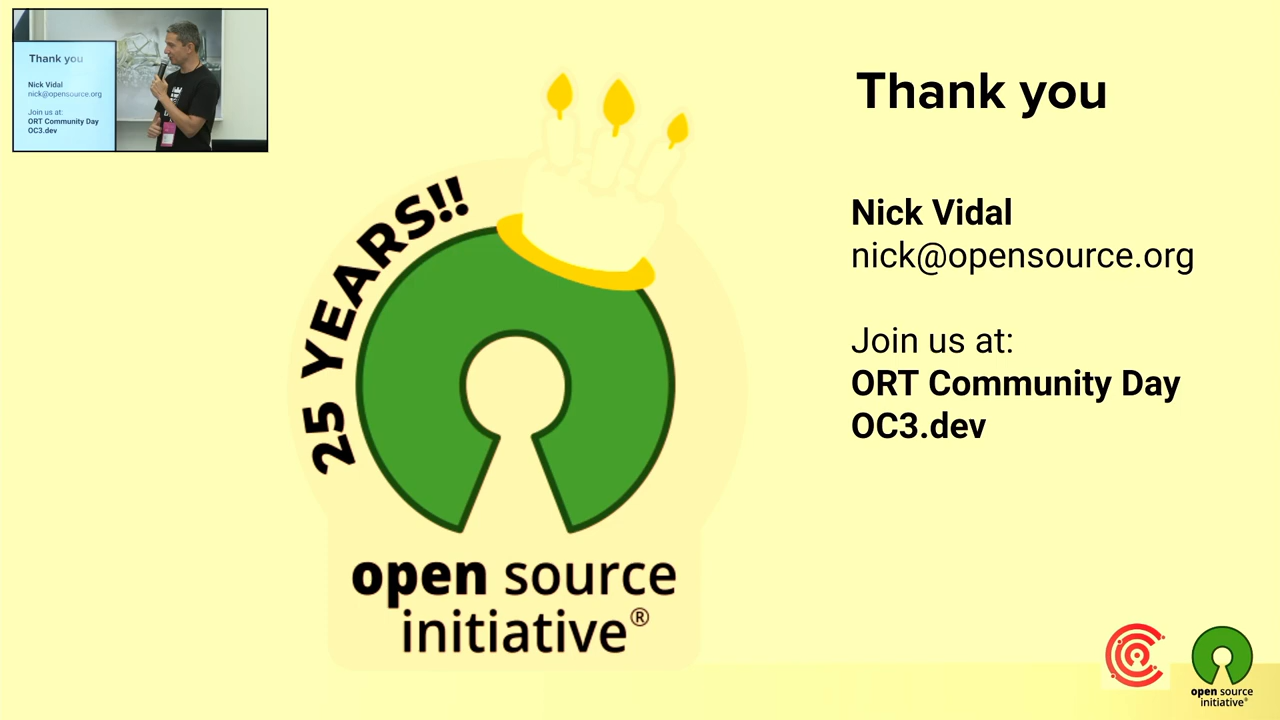 Thank you
Nick Vidal
nick@opensource.org
Join us at:
ORT Community Day
OC3.dev
25 YEARS!!
open source
initiative®
Thank you
Nick Vidal
nick@opensource.org
Join us at:
ORT Community Day
OC3.dev
open source
initiative®